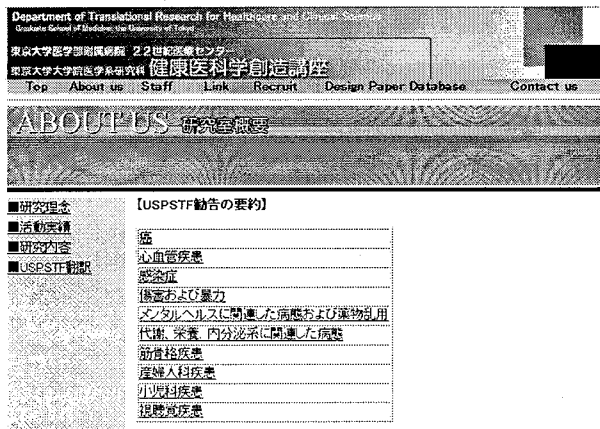 Department of Translational Research for Healthcare and Clinical Science
Graduate School of Medicine, the University of Tokyo
東京大学医学部附属病院 22世紀医療センター
東京大学大学院医学系研究科 健康医科学創造講座
Top About us Staff Link Recruit Design Paper Database Contact us
ABOUT US 研究室概要
■研究理念
■活動実績
■研究内容
■USPSTF翻訳
【USPSTF勧告の要約】
癌
心血管疾患
感染症
傷害および暴力
メンタルヘルスに関連した病態および薬物乱用
代謝、栄養、内分泌系に関連した病態
筋骨格疾患
産婦人科疾患
小児科疾患
視聴覚疾患